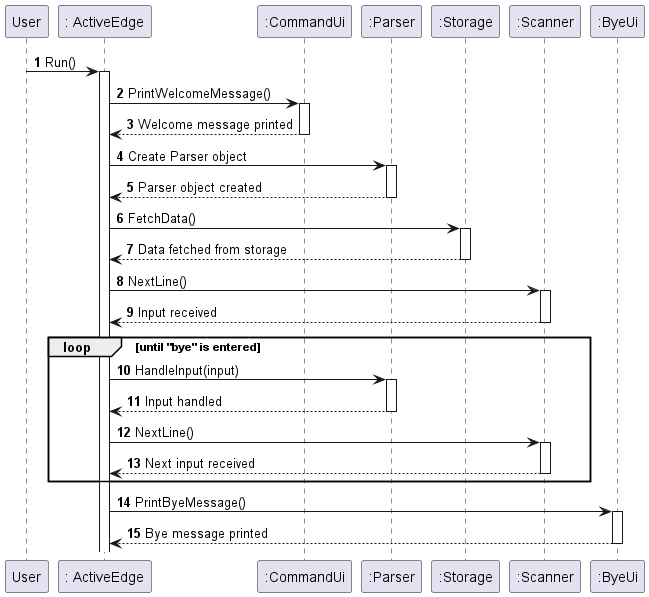 User
: ActiveEdge
:CommandUi
:Parser
:Storage
:Scanner
:ByeUi
1 Run()
2 PrintWelcomeMessage()
3 Welcome message printed
4 Create Parser object
5 Parser object created
6 FetchData()
7 Data fetched from storage
8 NextLine()
9 Input received
loop [until "bye" is entered]
10 HandleInput(input)
11 Input handled
12 NextLine()
13 Next input received
14 PrintByeMessage()
15 Bye message printed
User
: ActiveEdge
:CommandUi
:Parser
:Storage
:Scanner
:ByeUi